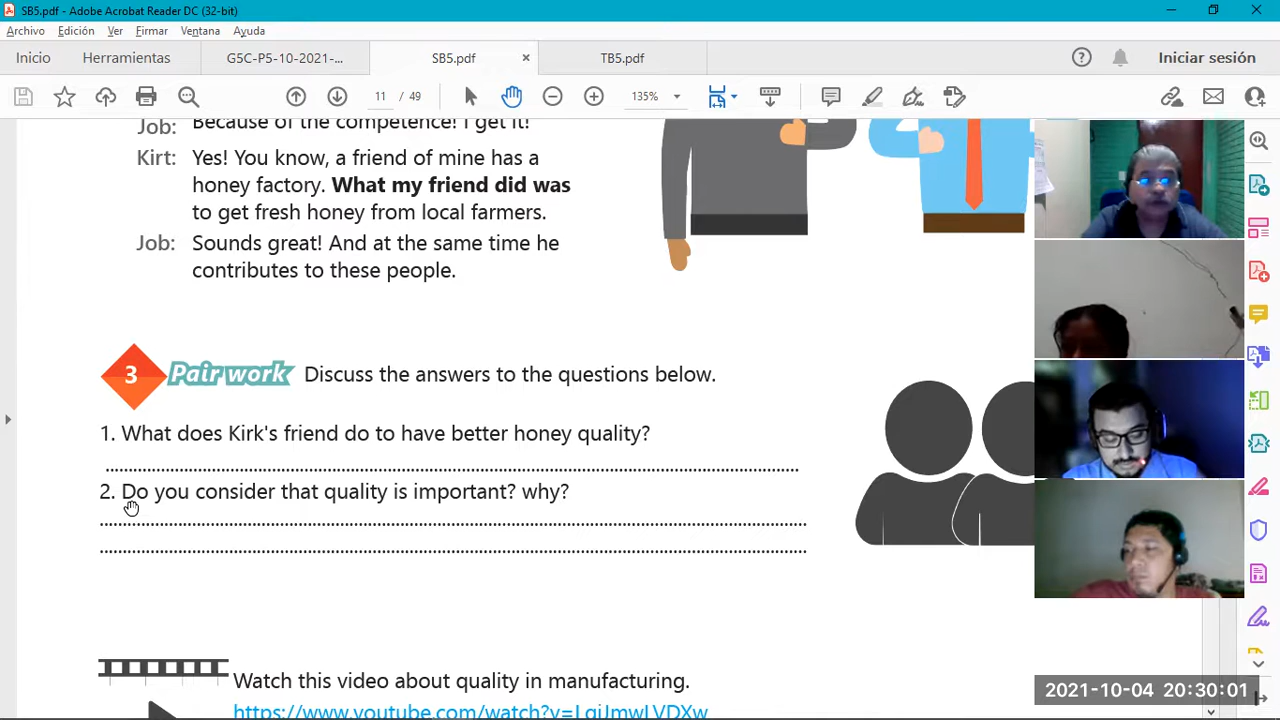 SB5.pdf - Adobe Acrobat Reader DC (32-bit)
Archivo Edición Ver Firmar Ventana Ayuda
Inicio Herramientas G5C-P5-10-2021-... SB5.pdf × TB5.pdf Iniciar sesión
11 / 49 135%
Job: Because of the competence! I get it!
Kirt: Yes! You know, a friend of mine has a
honey factory. What my friend did was
to get fresh honey from local farmers.
Job: Sounds great! And at the same time he
contributes to these people.
3 Pair work Discuss the answers to the questions below.
1. What does Kirk's friend do to have better honey quality?
2. Do you consider that quality is important? why?
Watch this video about quality in manufacturing.
2021-10-04 20:30:01